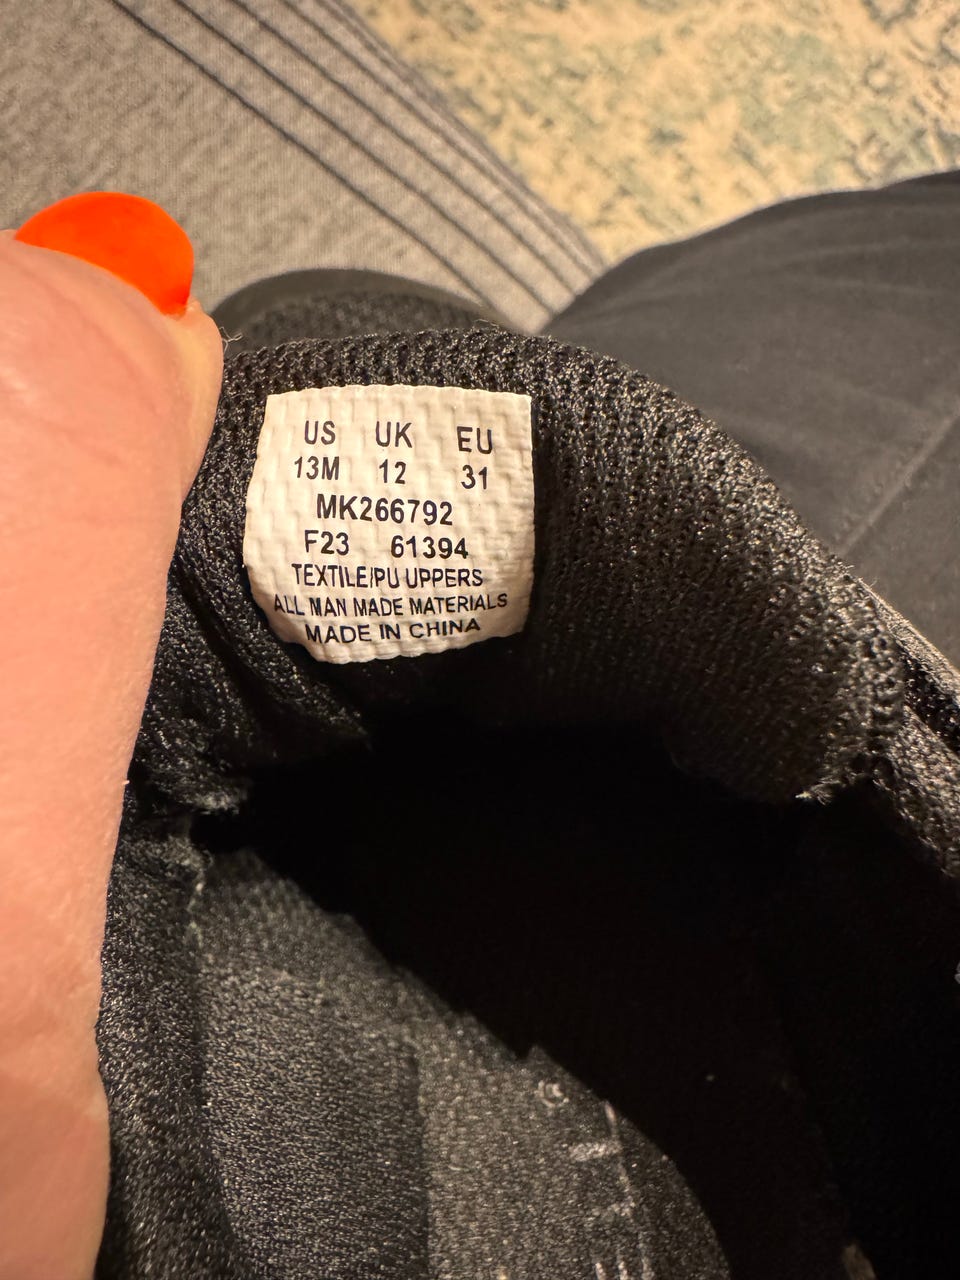 US UK EU
13M 12 31
MK266792
F23 61394
TEXTILE/PU UPPERS
ALL MAN MADE MATERIALS
MADE IN CHINA